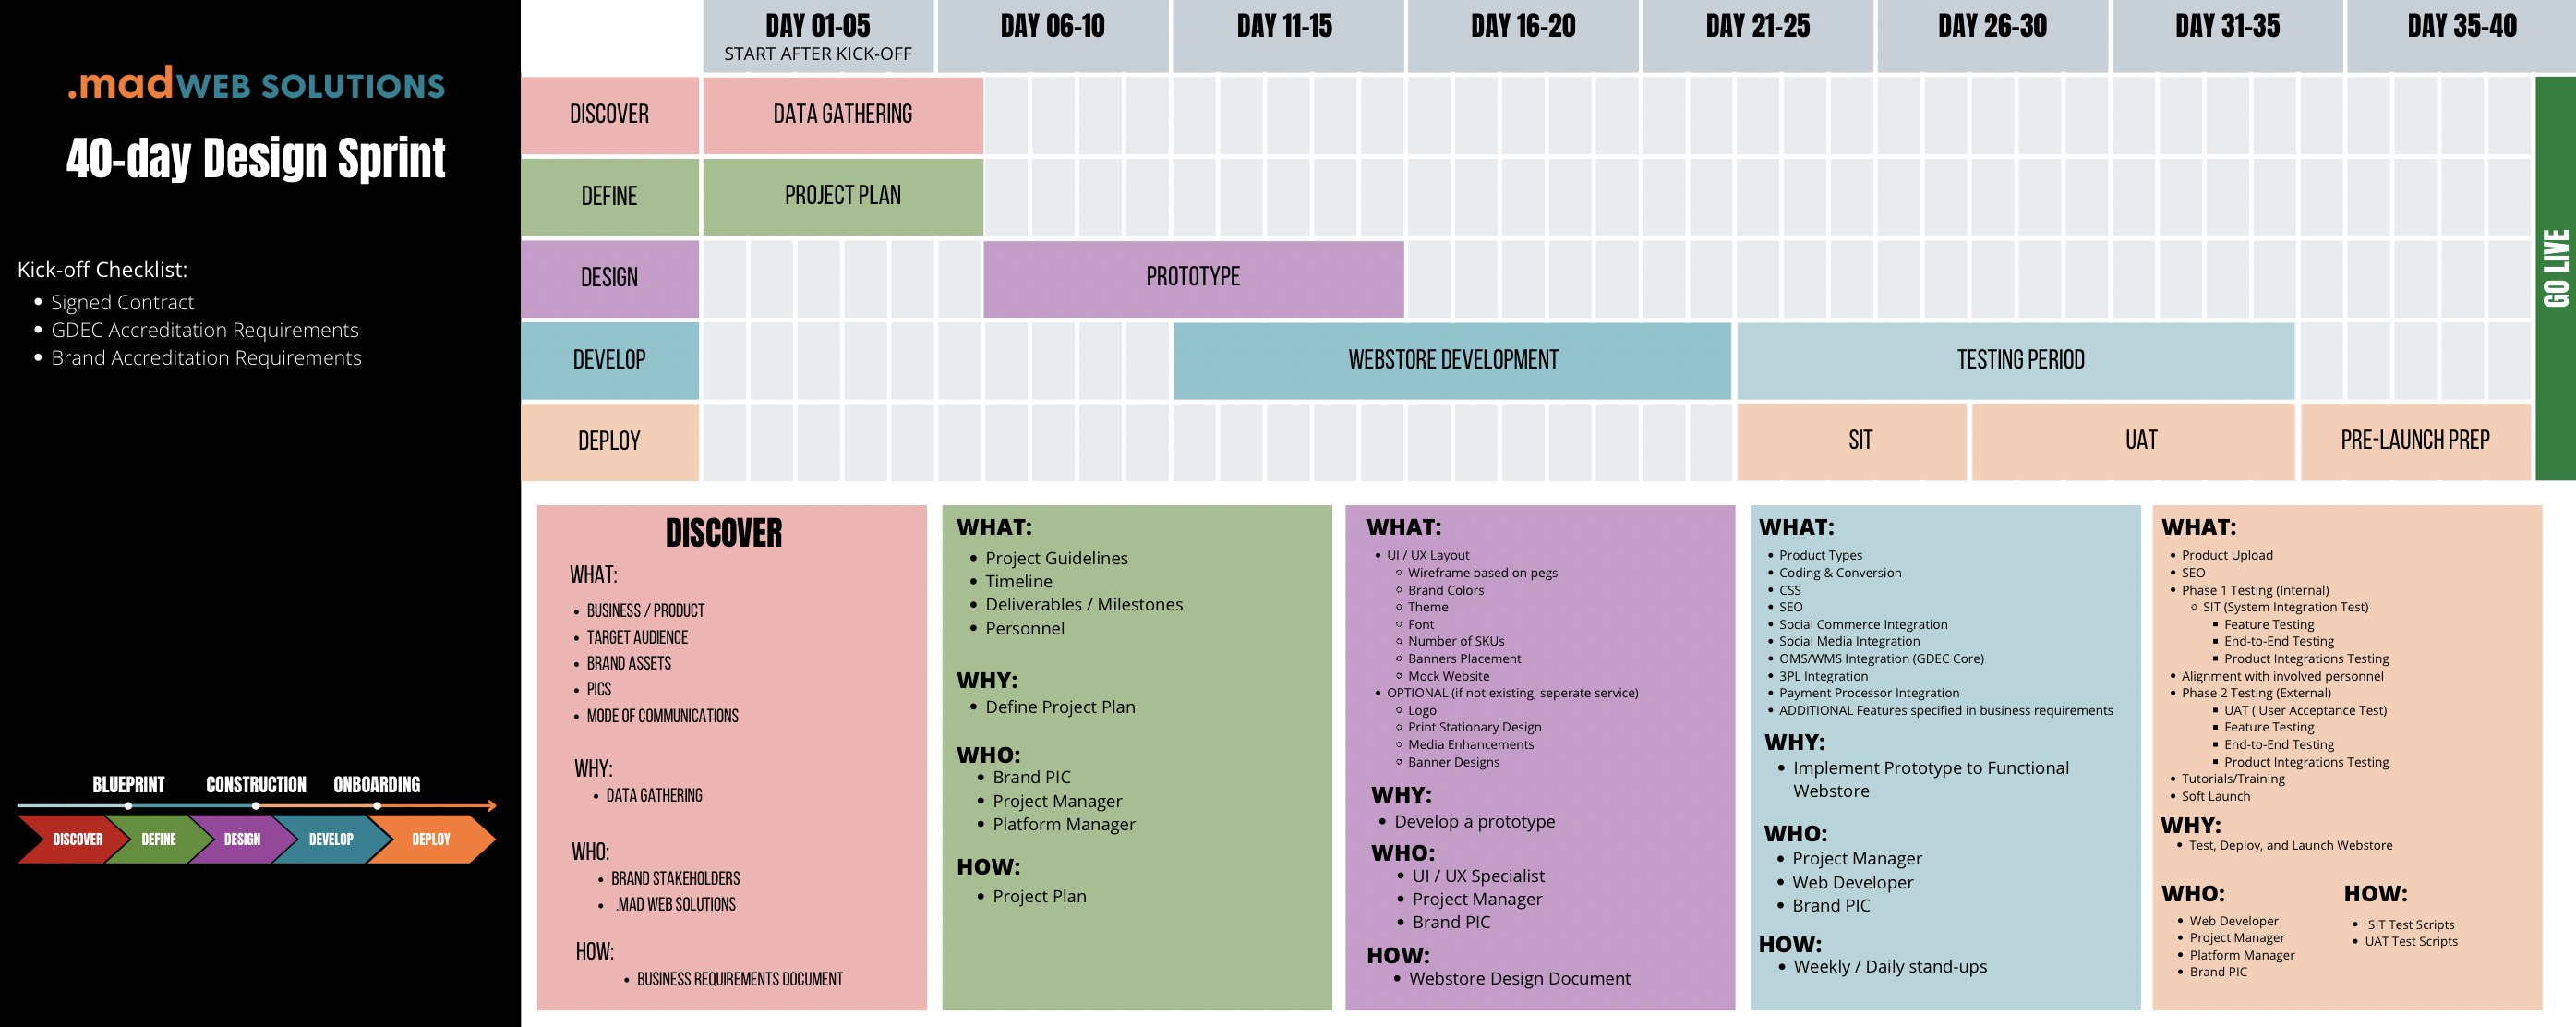 .madWEB SOLUTIONS
40-day Design Sprint
Kick-off Checklist:
• Signed Contract
• GDEC Accreditation Requirements
• Brand Accreditation Requirements
BLUEPRINT CONSTRUCTION ONBOARDING
DISCOVER DEFINE DESIGN DEVELOP DEPLOY
DAY 01-05 DAY 06-10 DAY 11-15 DAY 16-20 DAY 21-25 DAY 26-30 DAY 31-35 DAY 35-40
START AFTER KICK-OFF
DISCOVER DATA GATHERING
DEFINE PROJECT PLAN
DESIGN PROTOTYPE
DEVELOP WEBSTORE DEVELOPMENT TESTING PERIOD
DEPLOY SIT UAT PRE-LAUNCH PREP
GO LIVE
DISCOVER
WHAT:
• BUSINESS / PRODUCT
• TARGET AUDIENCE
• BRAND ASSETS
• PICS
• MODE OF COMMUNICATIONS
WHY:
• DATA GATHERING
WHO:
• BRAND STAKEHOLDERS
• .MAD WEB SOLUTIONS
HOW:
• BUSINESS REQUIREMENTS DOCUMENT
WHAT:
• Project Guidelines
• Timeline
• Deliverables / Milestones
• Personnel
WHY:
• Define Project Plan
WHO:
• Brand PIC
• Project Manager
• Platform Manager
HOW:
• Project Plan
WHAT:
• UI / UX Layout
◦ Wireframe based on pegs
◦ Brand Colors
◦ Theme
◦ Font
◦ Number of SKUs
◦ Banners Placement
◦ Mock Website
• OPTIONAL (if not existing, seperate service)
◦ Logo
◦ Print Stationary Design
◦ Media Enhancements
◦ Banner Designs
WHY:
• Develop a prototype
WHO:
• UI / UX Specialist
• Project Manager
• Brand PIC
HOW:
• Webstore Design Document
WHAT:
• Product Types
• Coding & Conversion
• CSS
• SEO
• Social Commerce Integration
• Social Media Integration
• OMS/WMS Integration (GDEC Core)
• 3PL Integration
• Payment Processor Integration
• ADDITIONAL Features specified in business requirements
WHY:
• Implement Prototype to Functional
Webstore
WHO:
• Project Manager
• Web Developer
• Brand PIC
HOW:
• Weekly / Daily stand-ups
WHAT:
• Product Upload
• SEO
• Phase 1 Testing (Internal)
◦ SIT (System Integration Test)
▪ Feature Testing
▪ End-to-End Testing
▪ Product Integrations Testing
• Alignment with involved personnel
• Phase 2 Testing (External)
▪ UAT ( User Acceptance Test)
▪ Feature Testing
▪ End-to-End Testing
▪ Product Integrations Testing
• Tutorials/Training
• Soft Launch
WHY:
• Test, Deploy, and Launch Webstore
WHO:
• Web Developer
• Project Manager
• Platform Manager
• Brand PIC
HOW:
• SIT Test Scripts
• UAT Test Scripts